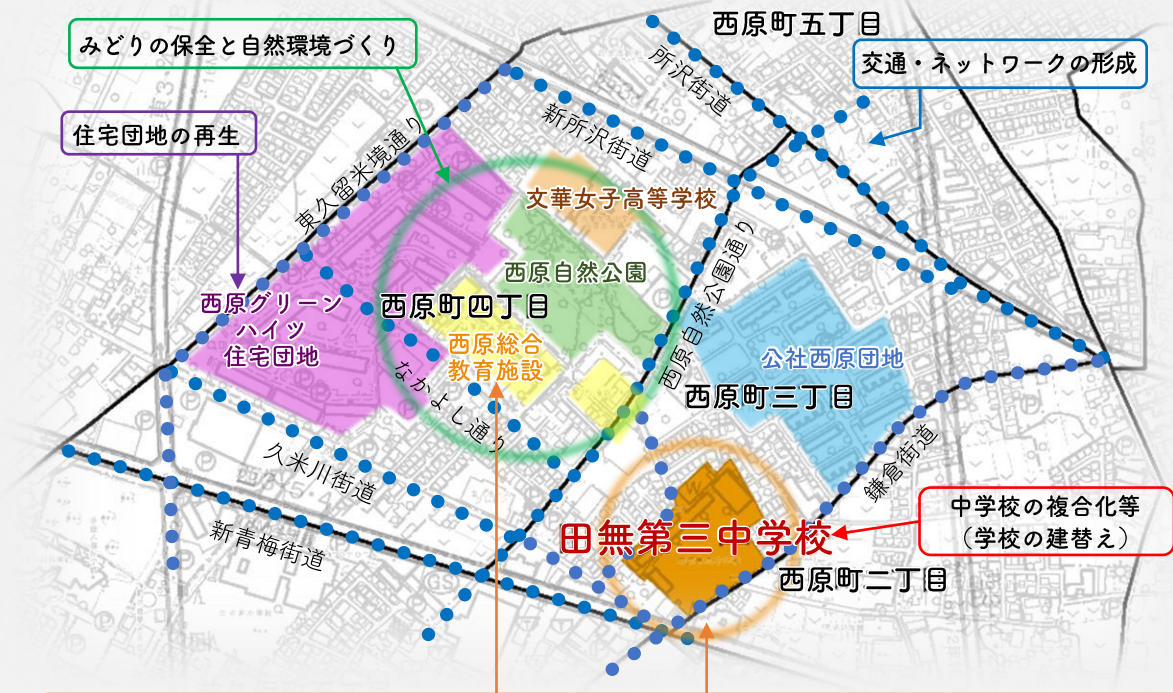 西原町五丁目
みどりの保全と自然環境づくり
交通・ネットワークの形成
所沢街道
新所沢街道
住宅団地の再生
東久留米境通り
文華女子高等学校
西原自然公園
西原自然公園通り
西原グリーン
ハイツ
住宅団地
西原町四丁目
西原総合
教育施設
公社西原団地
西原町三丁目
なかよし通り
久米川街道
鎌倉街道
新青梅街道
中学校の複合化等
（学校の建替え）
田無第三中学校
西原町二丁目